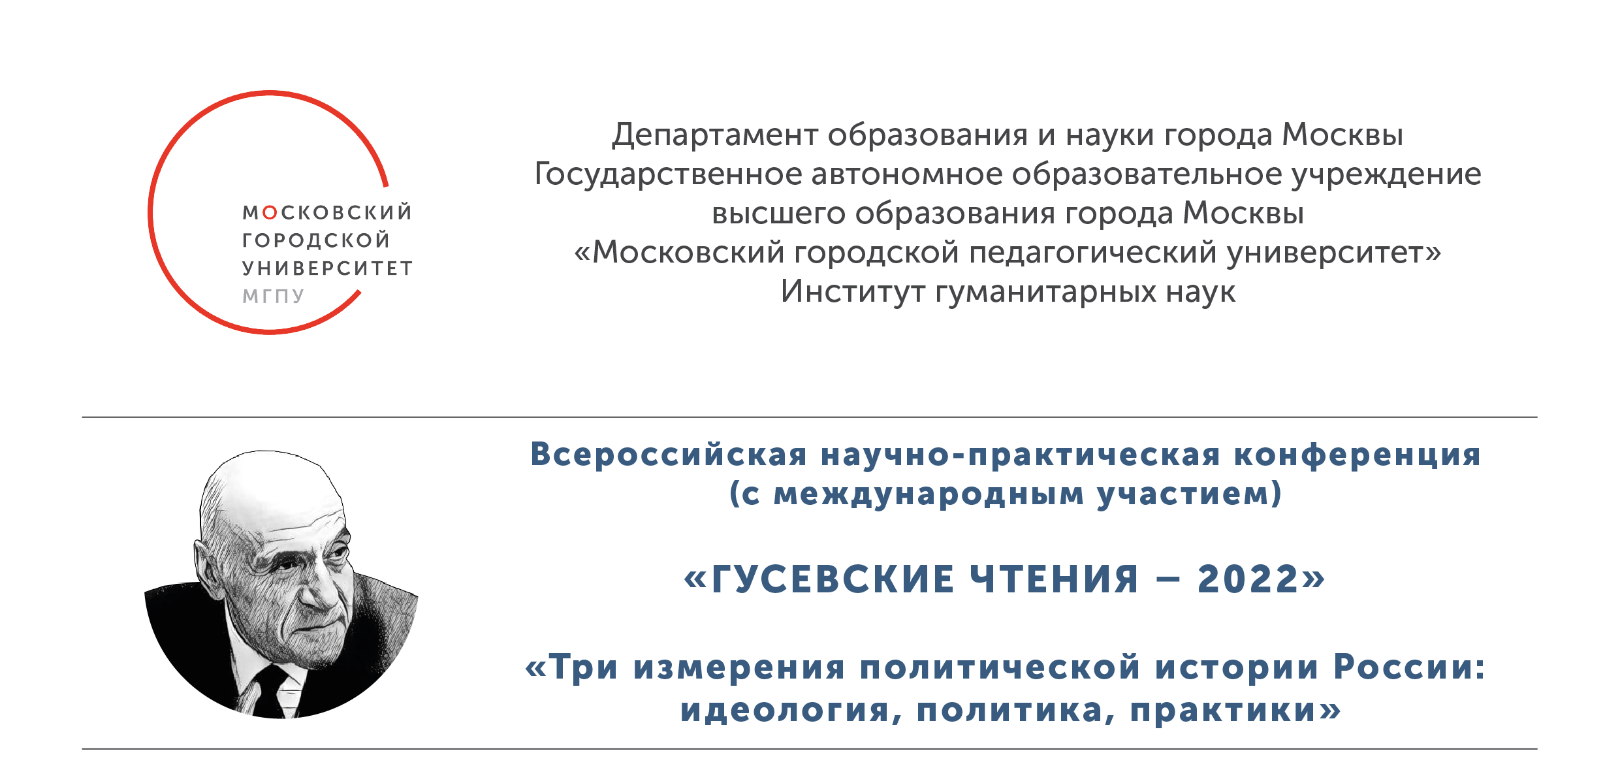 МОСКОВСКИЙ
ГОРОДСКОЙ
УНИВЕРСИТЕТ
МГПУ
Департамент образования и науки города Москвы
Государственное автономное образовательное учреждение
высшего образования города Москвы
«Московский городской педагогический университет»
Институт гуманитарных наук
Всероссийская научно-практическая конференция
(с международным участием)
«ГУСЕВСКИЕ ЧТЕНИЯ – 2022»
«Три измерения политической истории России:
идеология, политика, практики»